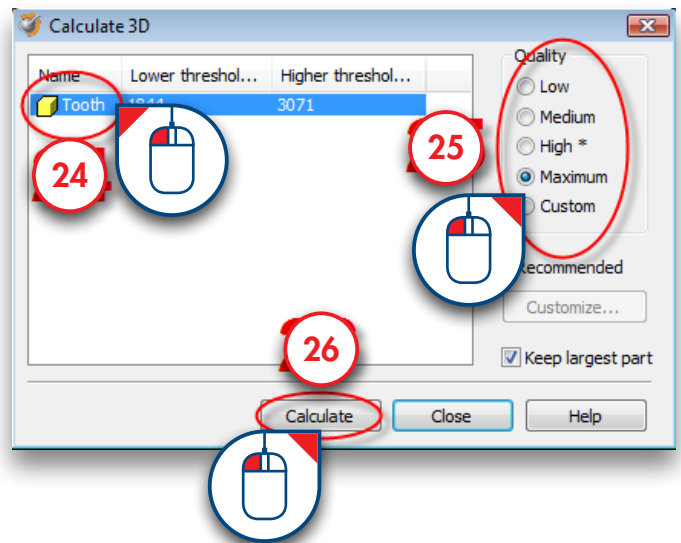 Calculate 3D
Name Lower threshol... Higher threshol...
Tooth 1844 3071
24
Quality
Low
Medium
High *
Maximum
Custom
25
Recommended
Customize...
Keep largest part
26
Calculate Close Help